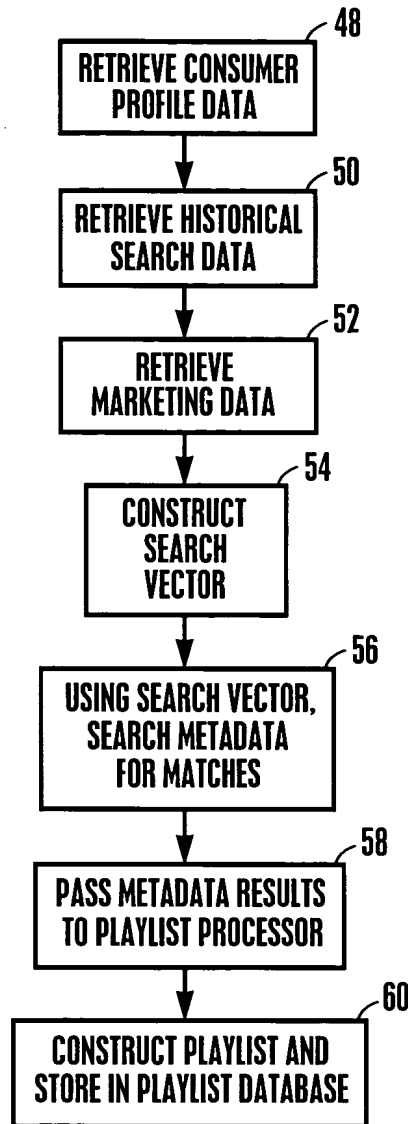 48
RETRIEVE CONSUMER
PROFILE DATA
50
RETRIEVE HISTORICAL
SEARCH DATA
52
RETRIEVE
MARKETING DATA
54
CONSTRUCT
SEARCH
VECTOR
56
USING SEARCH VECTOR,
SEARCH METADATA
FOR MATCHES
58
PASS METADATA RESULTS
TO PLAYLIST PROCESSOR
60
CONSTRUCT PLAYLIST AND
STORE IN PLAYLIST DATABASE